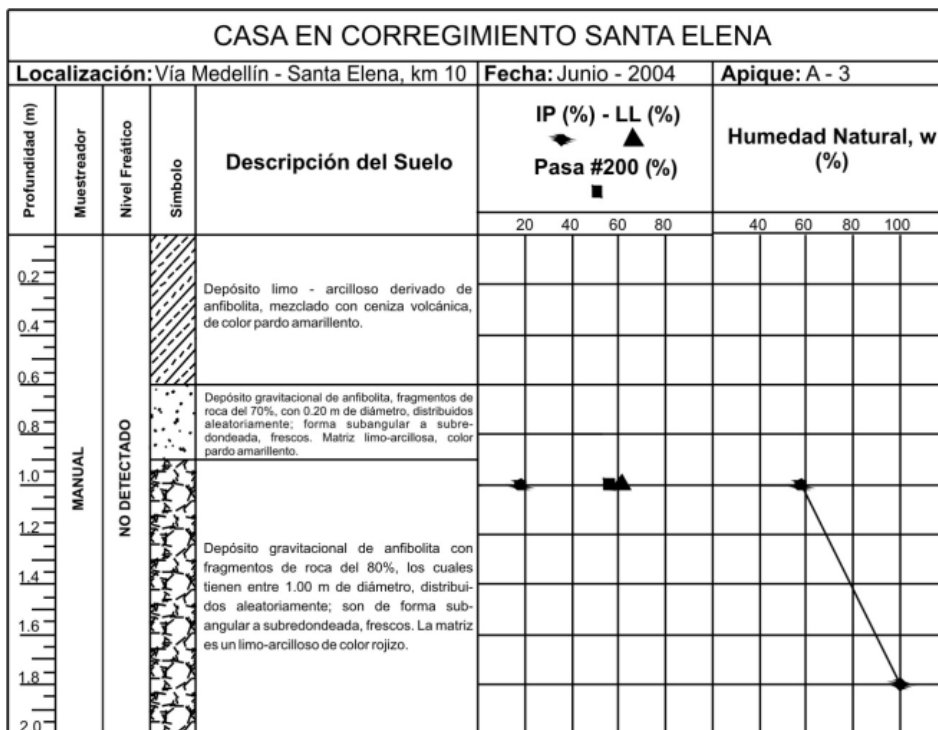 CASA EN CORREGIMIENTO SANTA ELENA
Localización: Vía Medellín - Santa Elena, km 10
Fecha: Junio - 2004
Apique: A - 3
Profundidad (m)
Muestreador
Nivel Freático
Símbolo
Descripción del Suelo
IP (%) - LL (%)
Pasa #200 (%)
Humedad Natural, w
(%)
20 40 60 80
40 60 80 100
0.2
0.4
0.6
0.8
1.0
1.2
1.4
1.6
1.8
2.0
MANUAL
NO DETECTADO
Depósito limo - arcilloso derivado de
anfibolita, mezclado con ceniza volcánica,
de color pardo amarillento.
Depósito gravitacional de anfibolita, fragmentos de
roca del 70%, con 0.20 m de diámetro, distribuidos
aleatoriamente; forma subangular a subre-
dondeada, frescos. Matriz limo-arcillosa, color
pardo amarillento.
Depósito gravitacional de anfibolita con
fragmentos de roca del 80%, los cuales
tienen entre 1.00 m de diámetro, distribui-
dos aleatoriamente; son de forma sub-
angular a subredondeada, frescos. La matriz
es un limo-arcilloso de color rojizo.